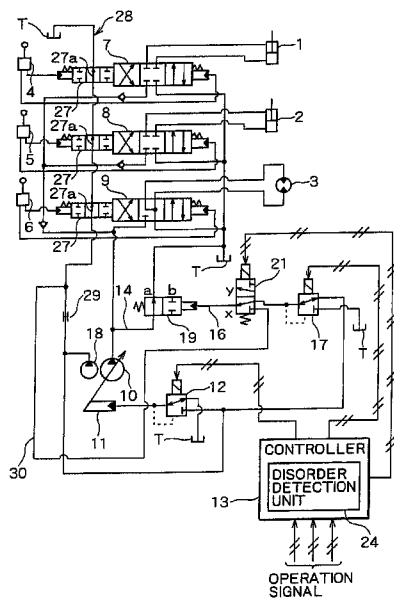 T
28
27a
7
1
4
27
27a
8
2
5
27
27a
9
3
6
27
T
21
a
b
y
x
29
14
16
17
T
18
19
10
12
11
T
30
CONTROLLER
13
DISORDER
DETECTION
UNIT
24
OPERATION
SIGNAL